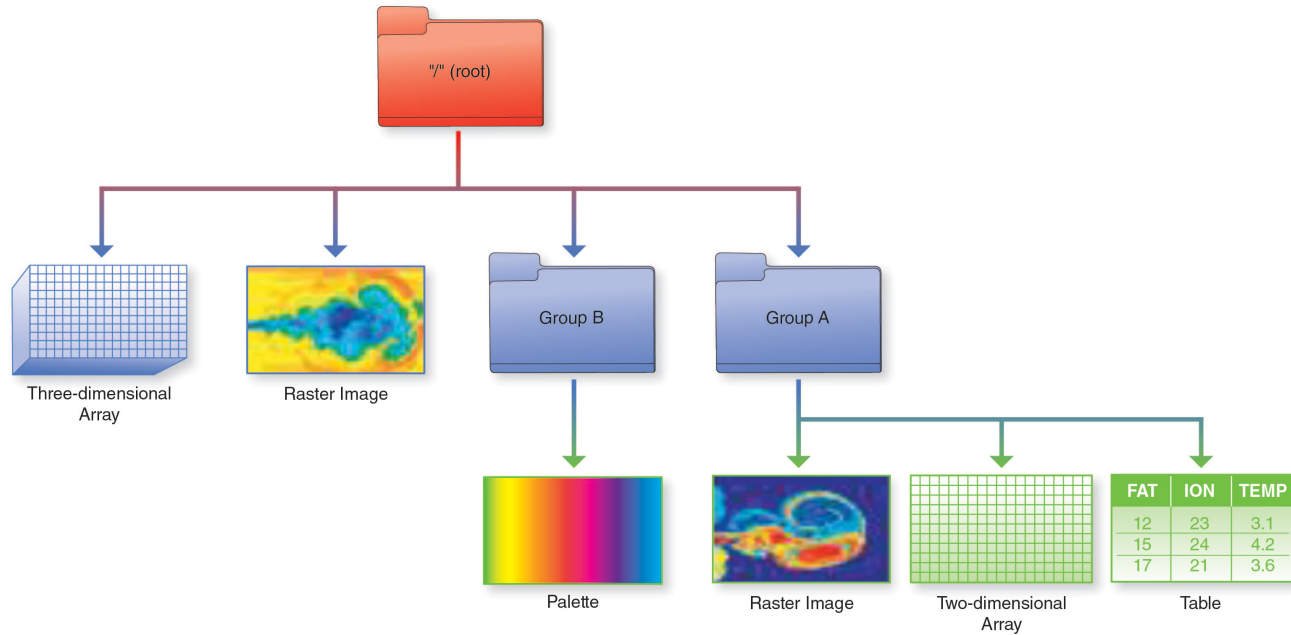 "/" (root)
Group B
Group A
Three-dimensional
Array
Raster Image
FAT ION TEMP
12 23 3.1
15 24 4.2
17 21 3.6
Palette
Raster Image
Two-dimensional
Array
Table